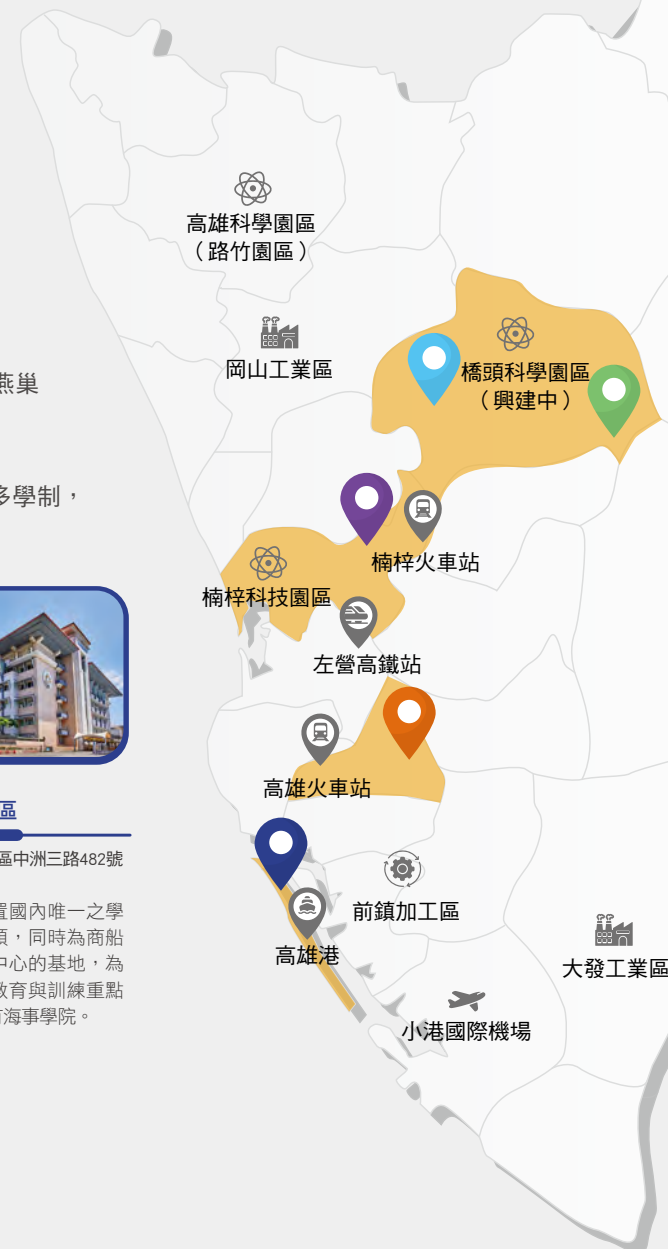 高雄科學園區
（路竹園區）
岡山工業區
橋頭科學園區
（興建中）
楠梓火車站
楠梓科技園區
左營高鐵站
高雄火車站
前鎮加工區
高雄港
大發工業區
小港國際機場
燕巢
多學制，
區
區中洲三路482號
置國內唯一之學
頭，同時為商船
中心的基地，為
教育與訓練重點
有海事學院。